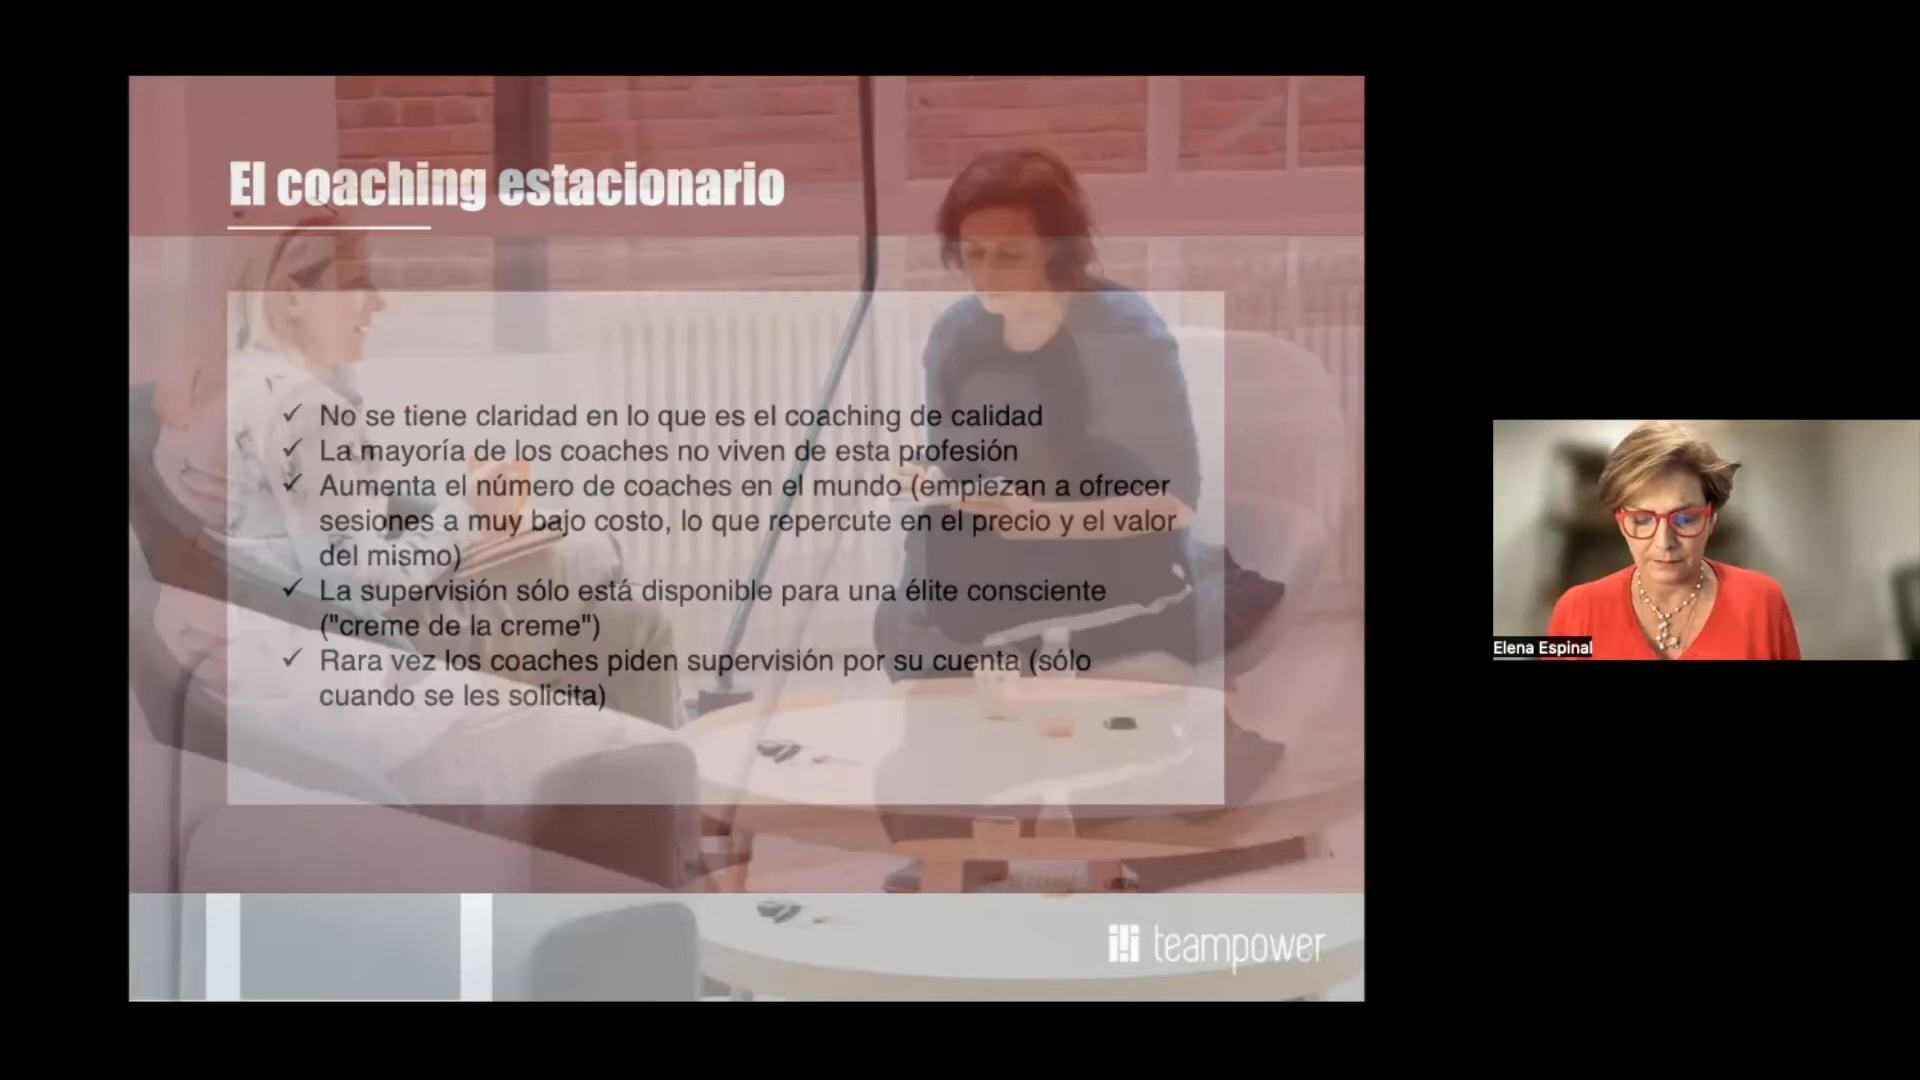 El coaching estacionario
✓ No se tiene claridad en lo que es el coaching de calidad
✓ La mayoría de los coaches no viven de esta profesión
✓ Aumenta el número de coaches en el mundo (empiezan a ofrecer
sesiones a muy bajo costo, lo que repercute en el precio y el valor
del mismo)
✓ La supervisión sólo está disponible para una élite consciente
("creme de la creme")
✓ Rara vez los coaches piden supervisión por su cuenta (sólo
cuando se les solicita)
teampower
Elena Espinal